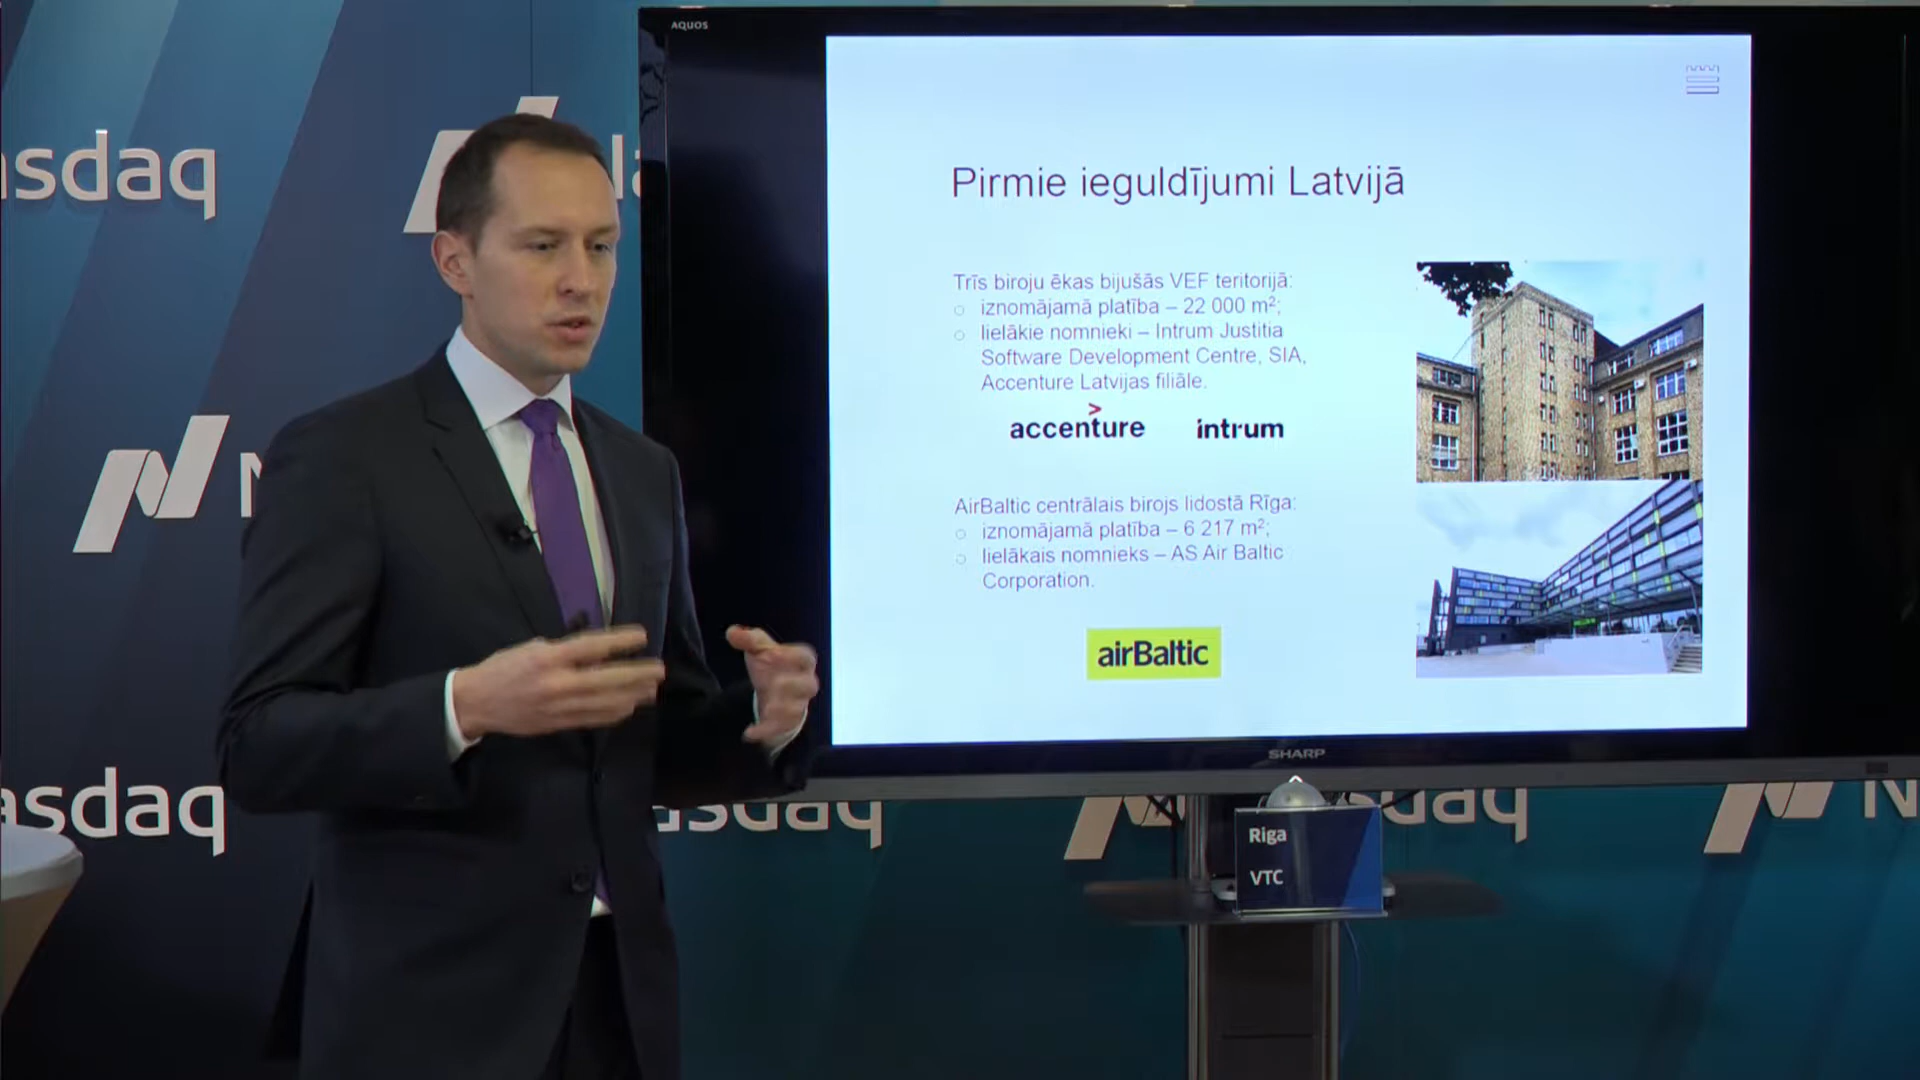 AQUOS
asdaq
Pirmie ieguldījumi Latvijā
Trīs biroju ēkas bijušās VEF teritorijā:
iznomājamā platība – 22 000 m²;
lielākie nomnieki – Intrum Justitia
Software Development Centre, SIA,
Accenture Latvijas filiāle.
accenture intrum
AirBaltic centrālais birojs lidostā Rīga:
iznomājamā platība – 6 217 m²;
lielākais nomnieks – AS Air Baltic
Corporation.
airBaltic
SHARP
asdaq
asdaq
asdaq
N
Riga
VTC